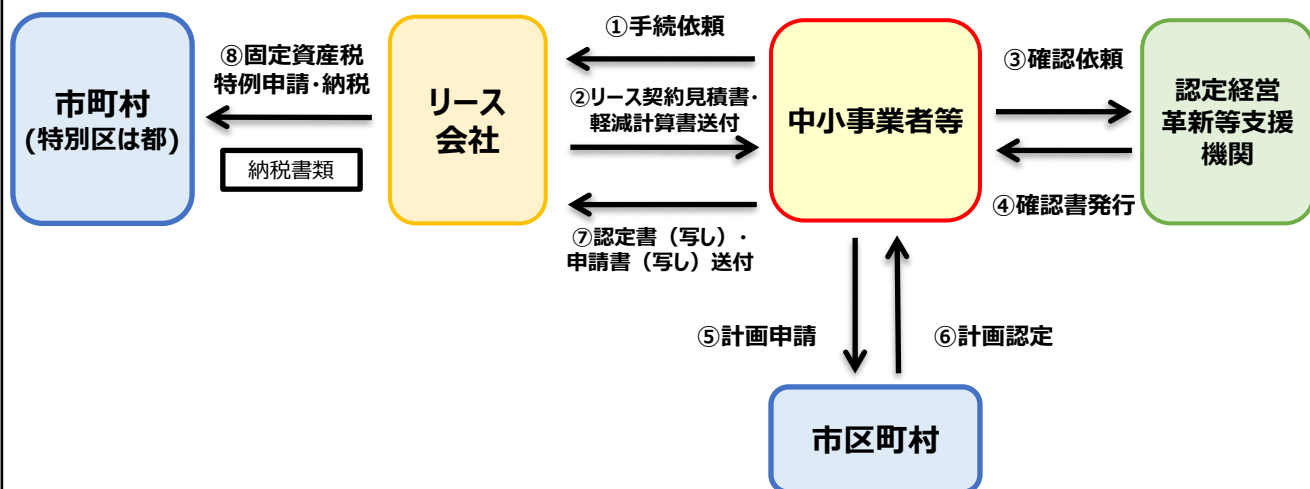 ①手続依頼
⑧固定資産税
特例申請・納税
③確認依頼
市町村
(特別区は都)
リース
会社
②リース契約見積書・
軽減計算書送付
中小事業者等
認定経営
革新等支援
機関
納税書類
④確認書発行
⑦認定書（写し）・
申請書（写し）送付
⑤計画申請
⑥計画認定
市区町村